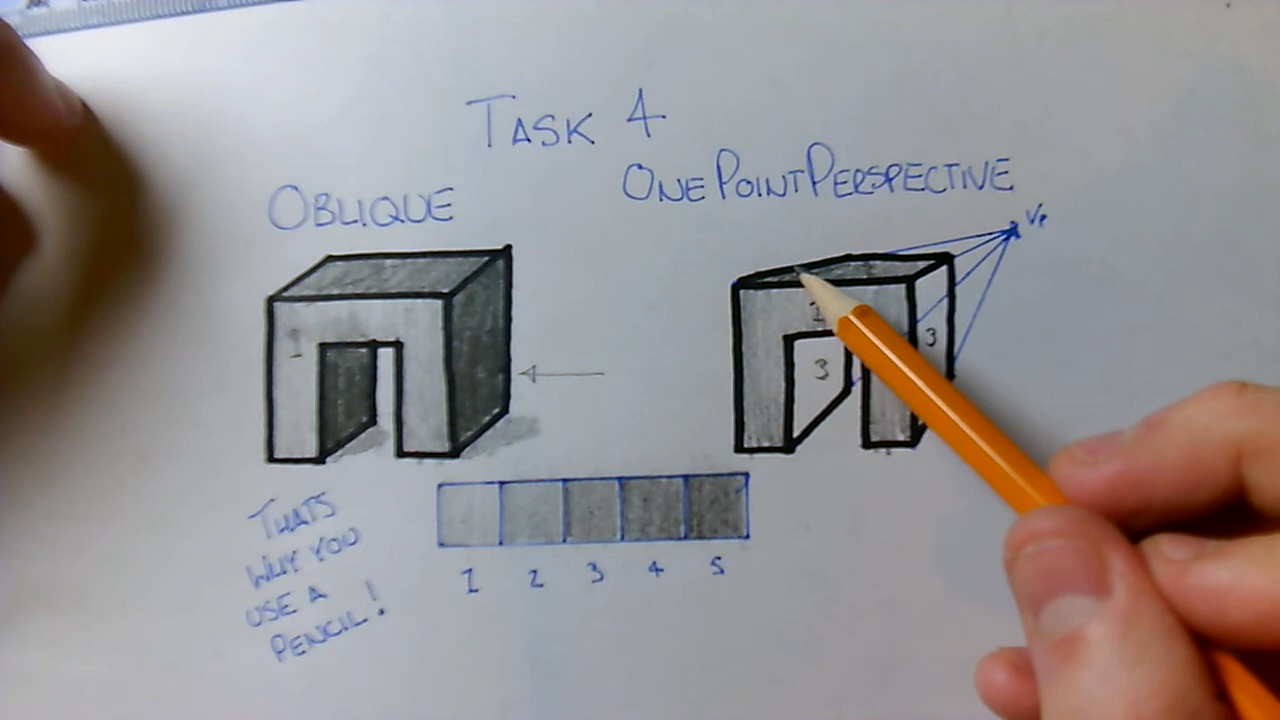 TASK 4
OBLIQUE
ONE POINT PERSPECTIVE
VP
1
1
3
3
THATS
WHY YOU
USE A
PENCIL!
1 2 3 4 5